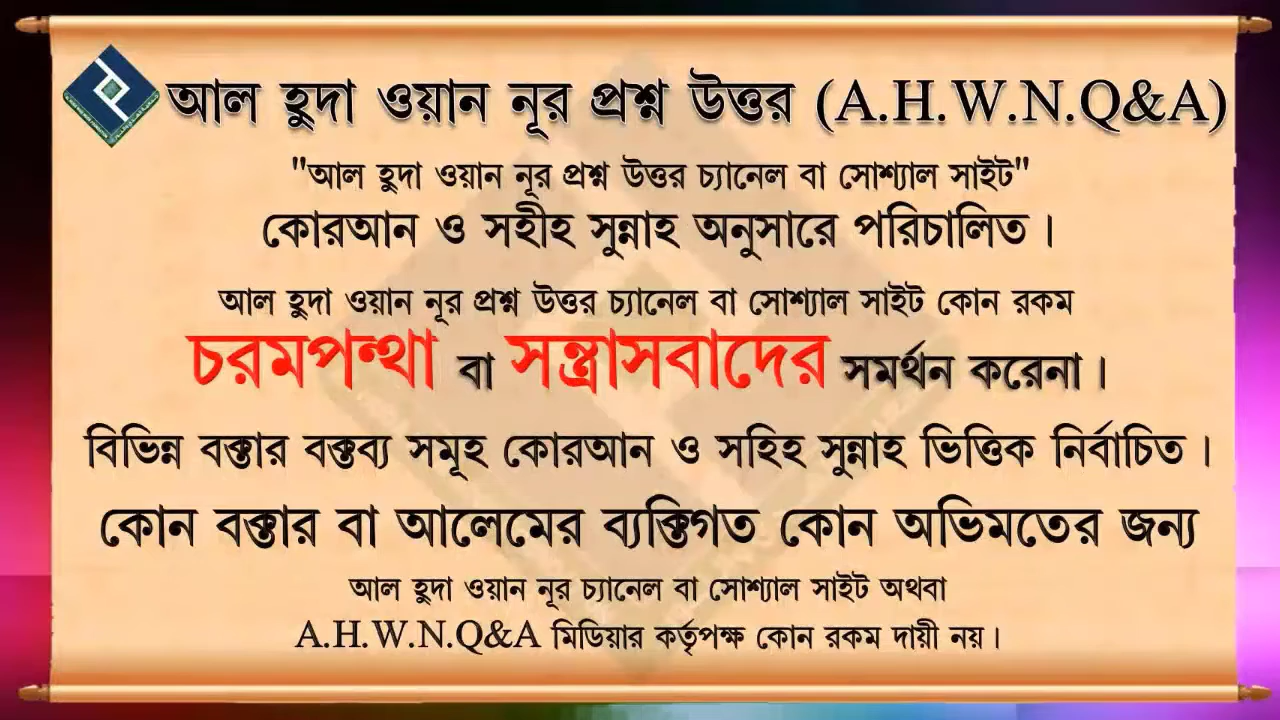 আল হুদা ওয়ান নূর প্রশ্ন উত্তর (A.H.W.N.Q&A)
"আল হুদা ওয়ান নূর প্রশ্ন উত্তর চ্যানেল বা সোশ্যাল সাইট"
কোরআন ও সহীহ সুন্নাহ অনুসারে পরিচালিত।
আল হুদা ওয়ান নূর প্রশ্ন উত্তর চ্যানেল বা সোশ্যাল সাইট কোন রকম
চরমপন্থা বা সন্ত্রাসবাদের সমর্থন করেনা।
বিভিন্ন বক্তার বক্তব্য সমূহ কোরআন ও সহিহ সুন্নাহ ভিত্তিক নির্বাচিত।
কোন বক্তার বা আলেমের ব্যক্তিগত কোন অভিমতের জন্য
আল হুদা ওয়ান নূর চ্যানেল বা সোশ্যাল সাইট অথবা
A.H.W.N.Q&A মিডিয়ার কর্তৃপক্ষ কোন রকম দায়ী নয়।